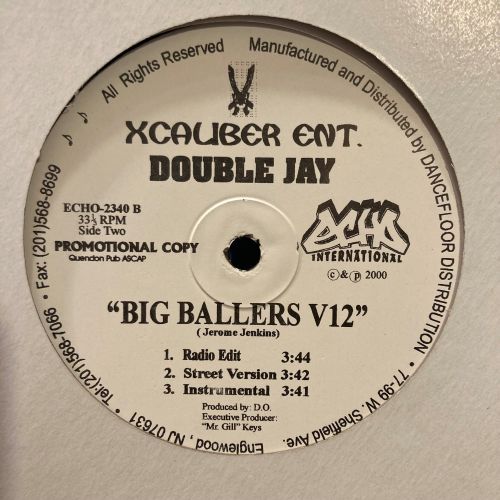 ♪ ♪ All Rights Reserved Manufactured and Distributed by DANCEFLOOR DISTRIBUTION • 77-99 W. Sheffield Ave. Englewood, NJ 07631 • Tel:(201)568-7066 • Fax: (201)568-8699
XCALIBER ENT.
DOUBLE JAY
ECHO-2340 B
33⅓ RPM
Side Two
PROMOTIONAL COPY
Quendon Pub ASCAP
ECHO
INTERNATIONAL
©&℗ 2000
“BIG BALLERS V12”
( Jerome Jenkins)
1. Radio Edit 3:44
2. Street Version 3:42
3. Instrumental 3:41
Produced by: D.O.
Executive Producer:
“Mr. Gill” Keys